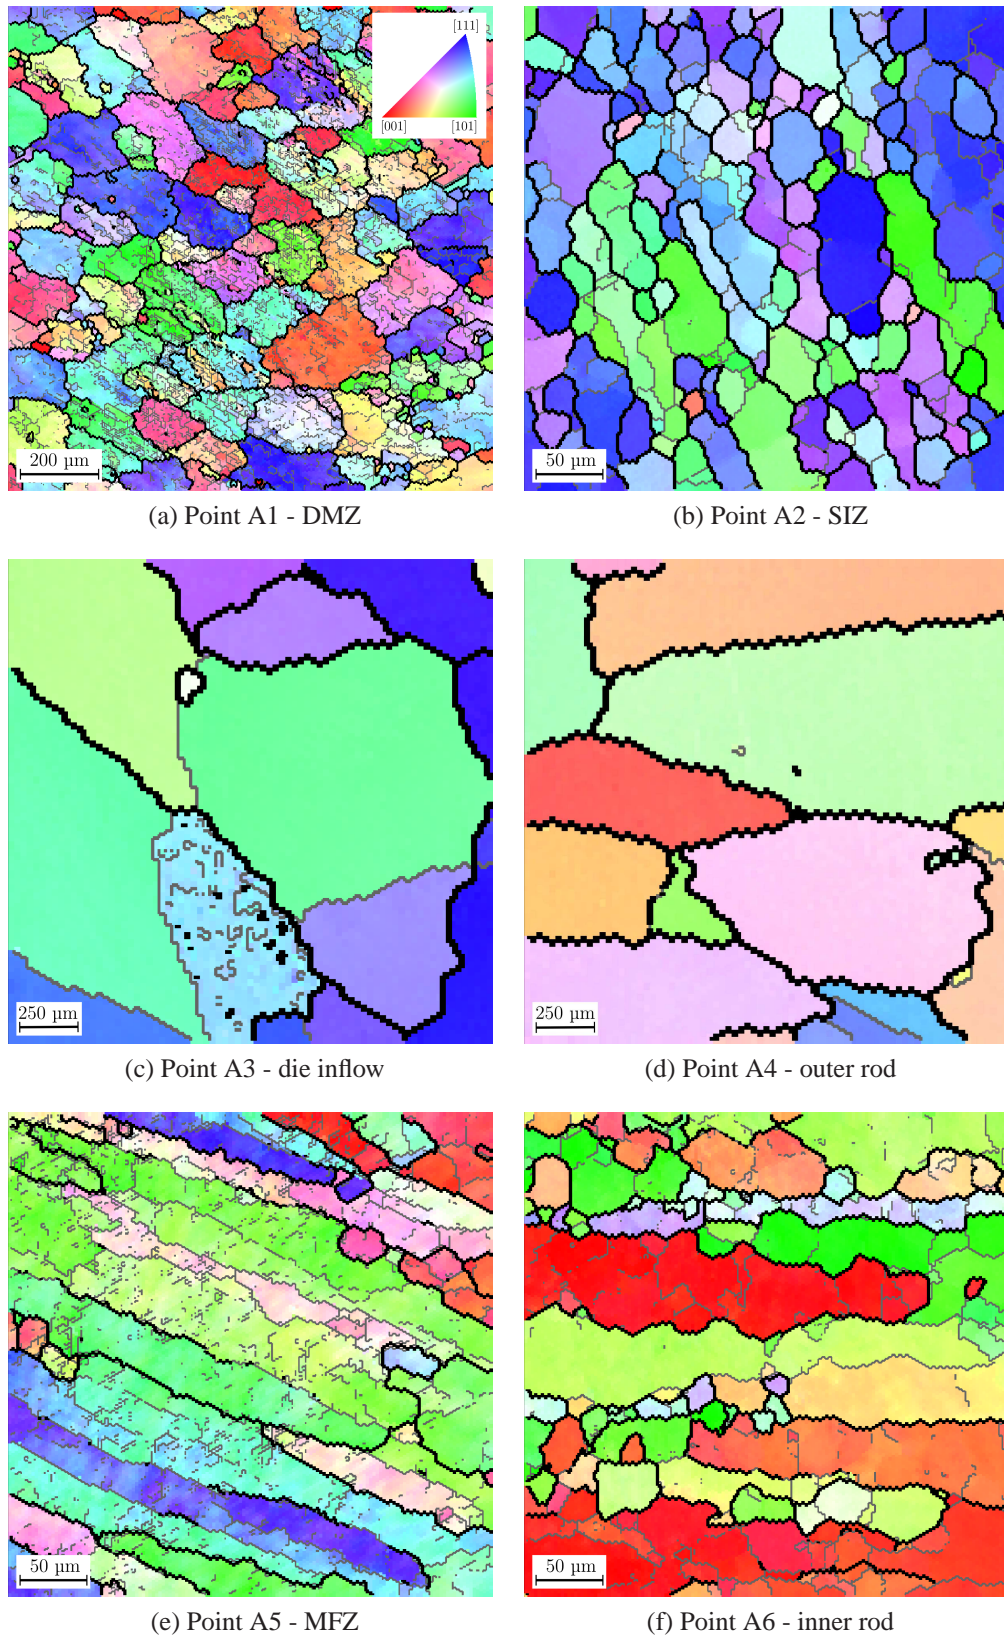 [111]
[001] [101]
200 µm
50 µm
(a) Point A1 - DMZ
(b) Point A2 - SIZ
250 µm
250 µm
(c) Point A3 - die inflow
(d) Point A4 - outer rod
50 µm
50 µm
(e) Point A5 - MFZ
(f) Point A6 - inner rod